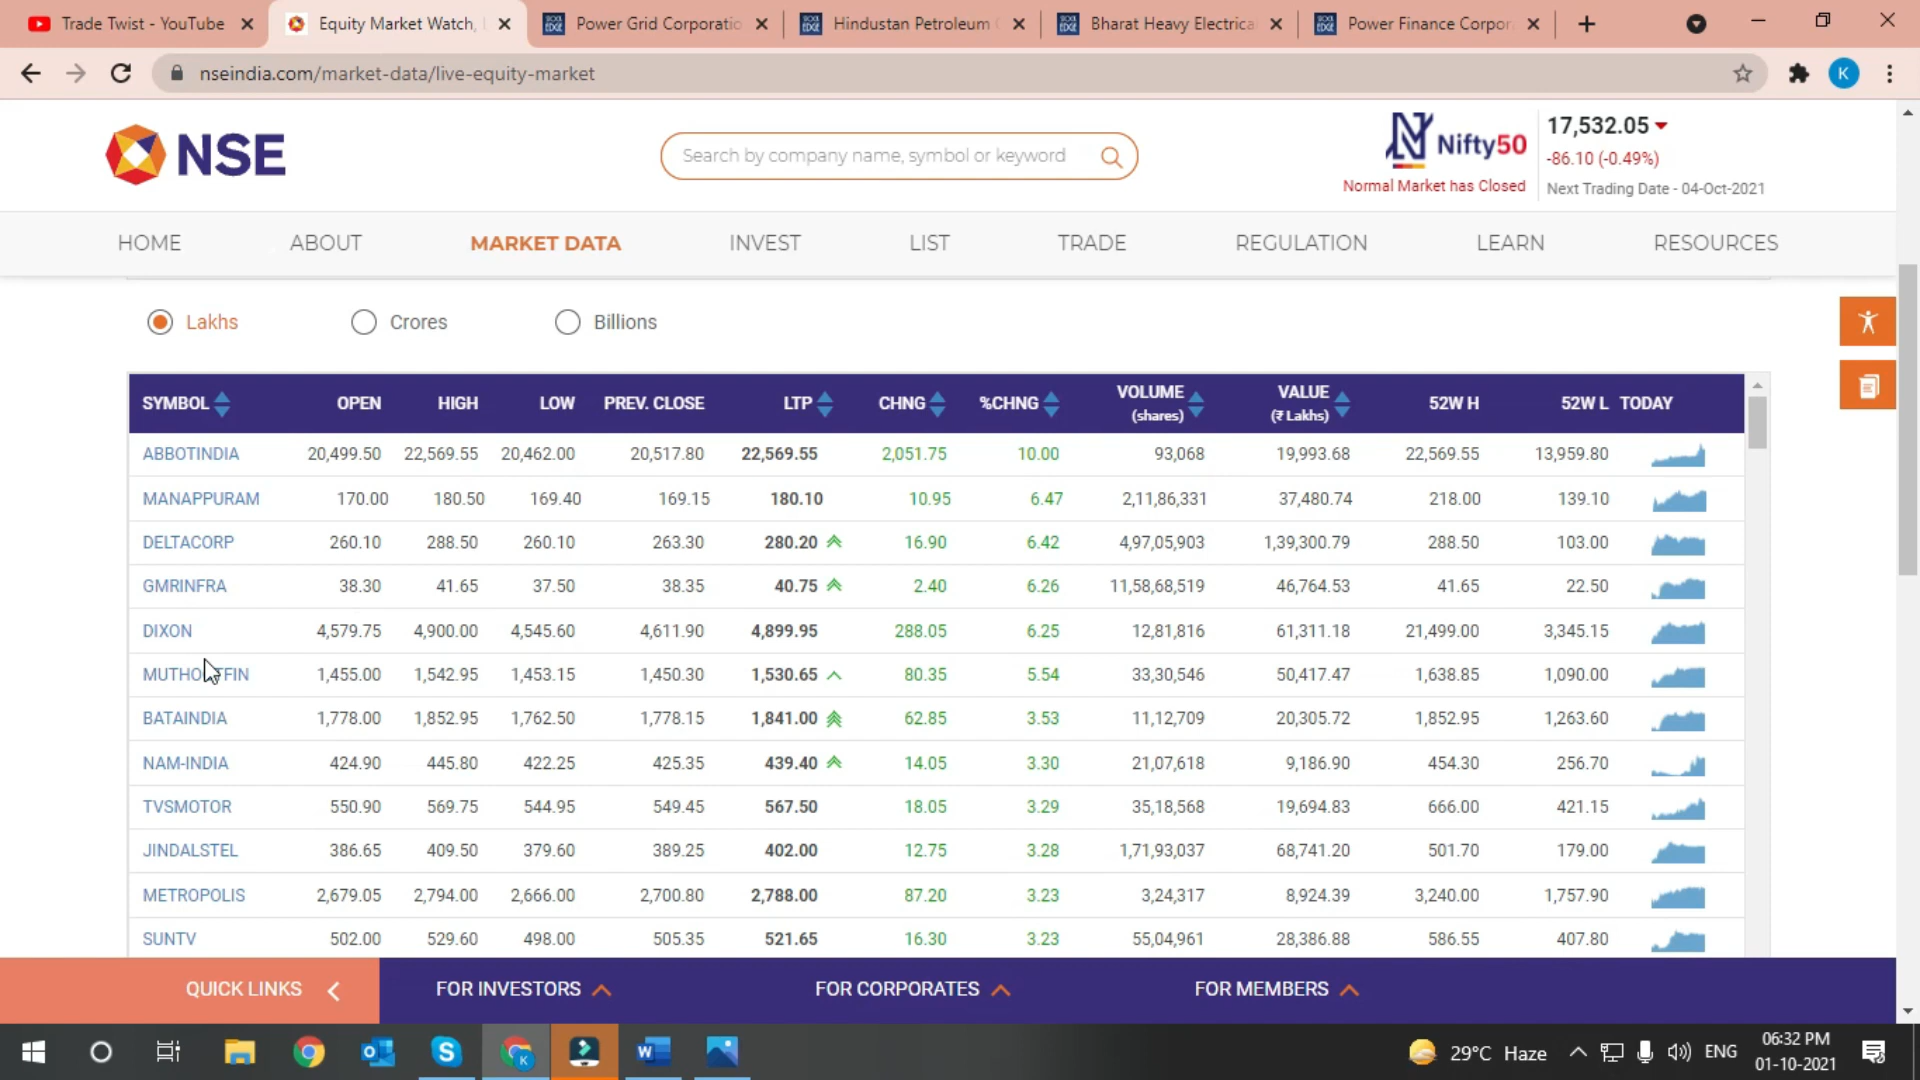 Trade Twist - YouTube
Equity Market Watch,
Power Grid Corporatio
Hindustan Petroleum
Bharat Heavy Electrica
Power Finance Corpor
nseindia.com/market-data/live-equity-market
K
NSE
Search by company name, symbol or keyword
Nifty50
Normal Market has Closed
17,532.05
-86.10 (-0.49%)
Next Trading Date - 04-Oct-2021
HOME ABOUT MARKET DATA INVEST LIST TRADE REGULATION LEARN RESOURCES
Lakhs Crores Billions
SYMBOL OPEN HIGH LOW PREV. CLOSE LTP CHNG %CHNG VOLUME (shares) VALUE (₹ Lakhs) 52W H 52W L TODAY
ABBOTINDIA 20,499.50 22,569.55 20,462.00 20,517.80 22,569.55 2,051.75 10.00 93,068 19,993.68 22,569.55 13,959.80
MANAPPURAM 170.00 180.50 169.40 169.15 180.10 10.95 6.47 2,11,86,331 37,480.74 218.00 139.10
DELTACORP 260.10 288.50 260.10 263.30 280.20 16.90 6.42 4,97,05,903 1,39,300.79 288.50 103.00
GMRINFRA 38.30 41.65 37.50 38.35 40.75 2.40 6.26 11,58,68,519 46,764.53 41.65 22.50
DIXON 4,579.75 4,900.00 4,545.60 4,611.90 4,899.95 288.05 6.25 12,81,816 61,311.18 21,499.00 3,345.15
1,455.00 1,542.95 1,453.15 1,450.30 1,530.65 80.35 5.54 33,30,546 50,417.47 1,638.85 1,090.00
BATAINDIA 1,778.00 1,852.95 1,762.50 1,778.15 1,841.00 62.85 3.53 11,12,709 20,305.72 1,852.95 1,263.60
NAM-INDIA 424.90 445.80 422.25 425.35 439.40 14.05 3.30 21,07,618 9,186.90 454.30 256.70
TVSMOTOR 550.90 569.75 544.95 549.45 567.50 18.05 3.29 35,18,568 19,694.83 666.00 421.15
JINDALSTEL 386.65 409.50 379.60 389.25 402.00 12.75 3.28 1,71,93,037 68,741.20 501.70 179.00
METROPOLIS 2,679.05 2,794.00 2,666.00 2,700.80 2,788.00 87.20 3.23 3,24,317 8,924.39 3,240.00 1,757.90
SUNTV 502.00 529.60 498.00 505.35 521.65 16.30 3.23 55,04,961 28,386.88 586.55 407.80
QUICK LINKS FOR INVESTORS FOR CORPORATES FOR MEMBERS
29°C Haze ENG
06:32 PM
01-10-2021